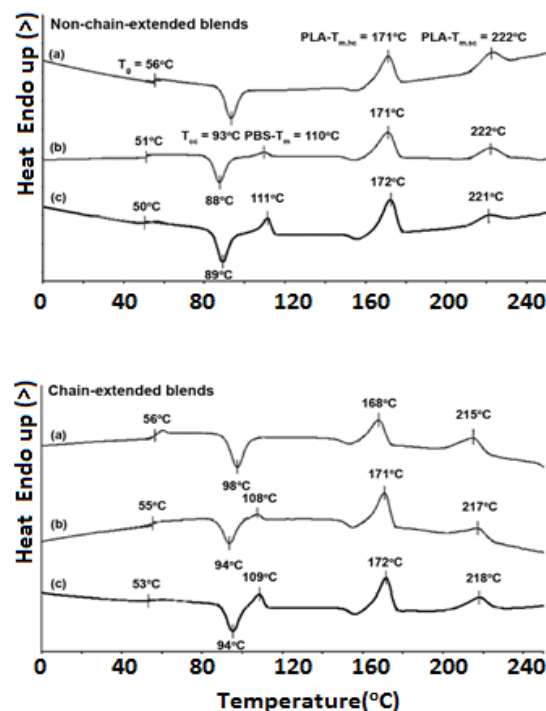 Non-chain-extended blends
PLA-Tm,hc = 171°C PLA-Tm,sc = 222°C
(a)
Tg = 56°C
171°C
222°C
(b)
51°C
Tcc = 93°C PBS-Tm = 110°C
88°C
172°C
(c)
50°C
111°C
221°C
89°C
Heat Endo up (>)
0 40 80 120 160 200 240
Chain-extended blends
168°C
(a)
56°C
215°C
98°C
171°C
108°C
(b)
55°C
217°C
94°C
172°C
(c)
53°C
109°C
218°C
94°C
Heat Endo up (>)
0 40 80 120 160 200 240
Temperature(°C)